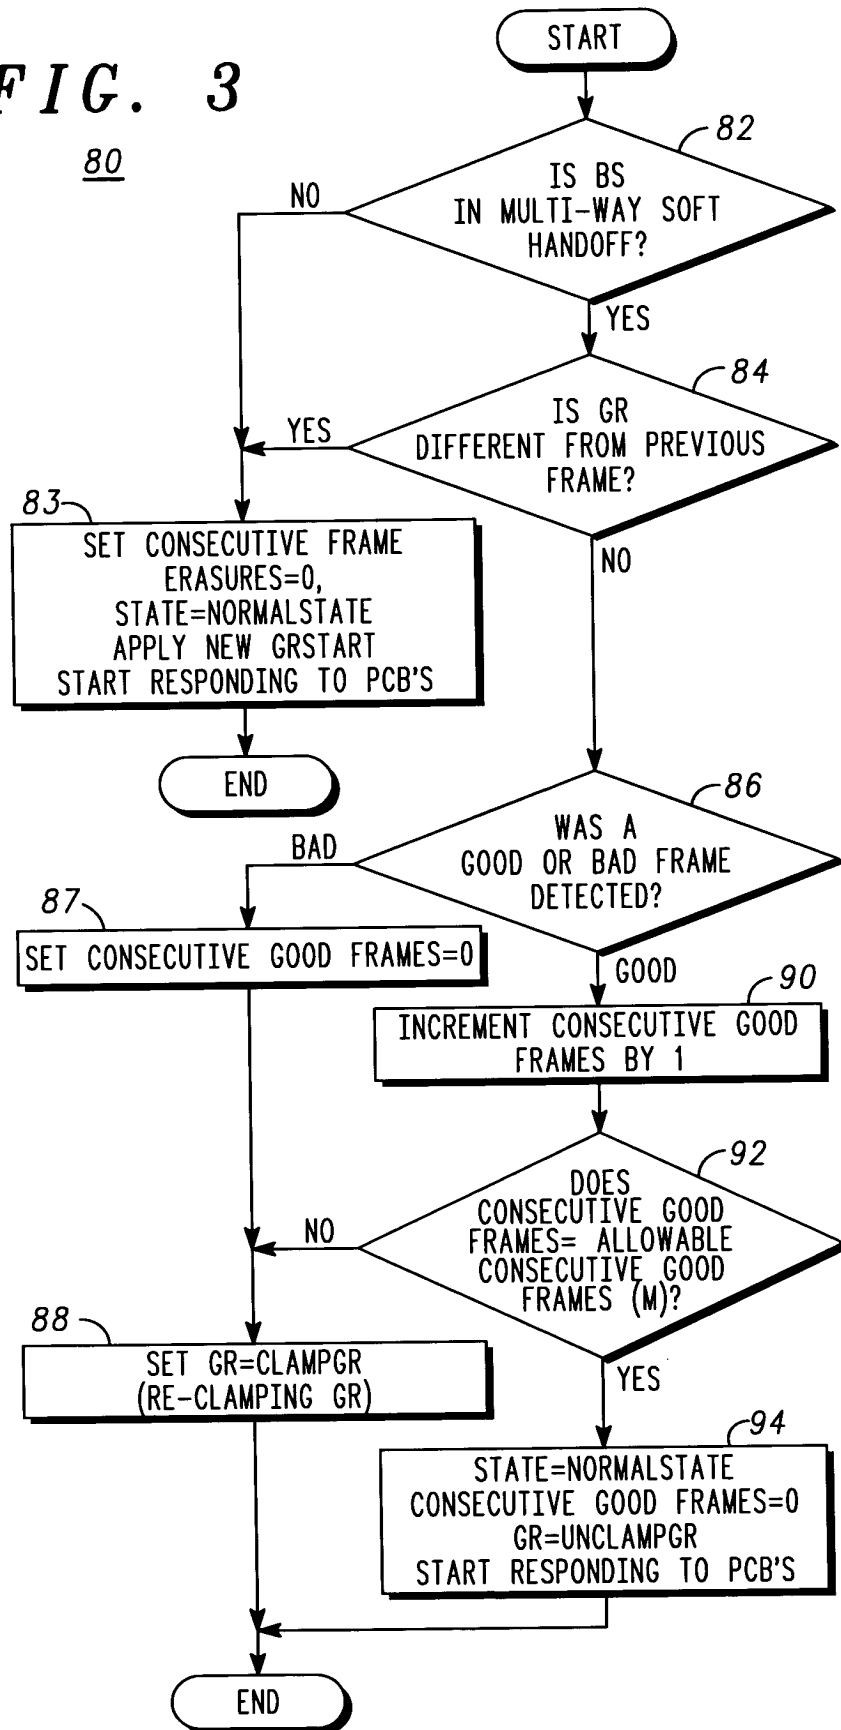 START
FIG. 3
80
82
IS BS
IN MULTI-WAY SOFT
HANDOFF?
NO
YES
84
IS GR
DIFFERENT FROM PREVIOUS
FRAME?
YES
NO
83
SET CONSECUTIVE FRAME
ERASURES=0,
STATE=NORMALSTATE
APPLY NEW GRSTART
START RESPONDING TO PCB'S
END
86
WAS A
GOOD OR BAD FRAME
DETECTED?
BAD
GOOD
87
SET CONSECUTIVE GOOD FRAMES=0
90
INCREMENT CONSECUTIVE GOOD
FRAMES BY 1
92
DOES
CONSECUTIVE GOOD
FRAMES= ALLOWABLE
CONSECUTIVE GOOD
FRAMES (M)?
NO
YES
88
SET GR=CLAMPGR
(RE-CLAMPING GR)
94
STATE=NORMALSTATE
CONSECUTIVE GOOD FRAMES=0
GR=UNCLAMPGR
START RESPONDING TO PCB'S
END